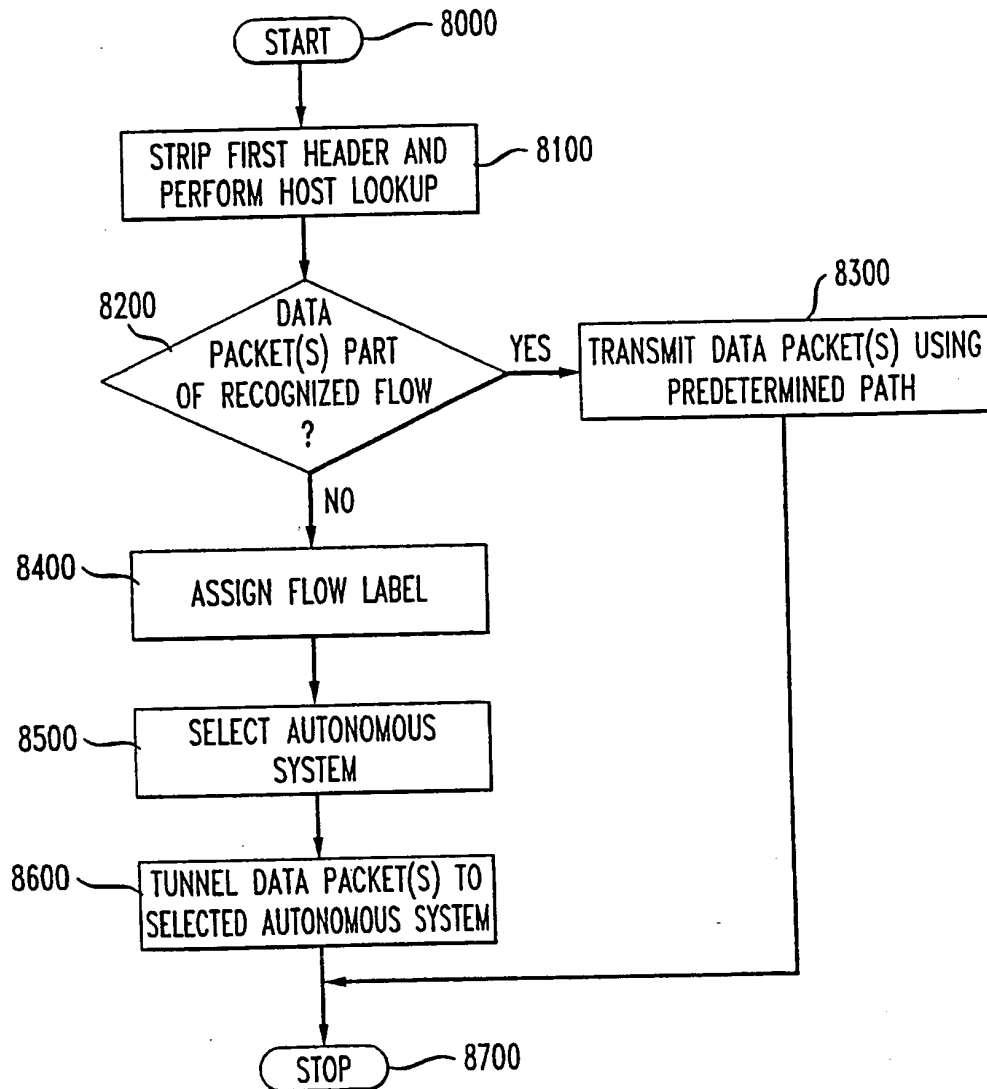 START
8000
STRIP FIRST HEADER AND
PERFORM HOST LOOKUP
8100
8200
DATA
PACKET(S) PART
OF RECOGNIZED FLOW
?
YES
8300
TRANSMIT DATA PACKET(S) USING
PREDETERMINED PATH
NO
8400
ASSIGN FLOW LABEL
8500
SELECT AUTONOMOUS
SYSTEM
8600
TUNNEL DATA PACKET(S) TO
SELECTED AUTONOMOUS SYSTEM
STOP
8700